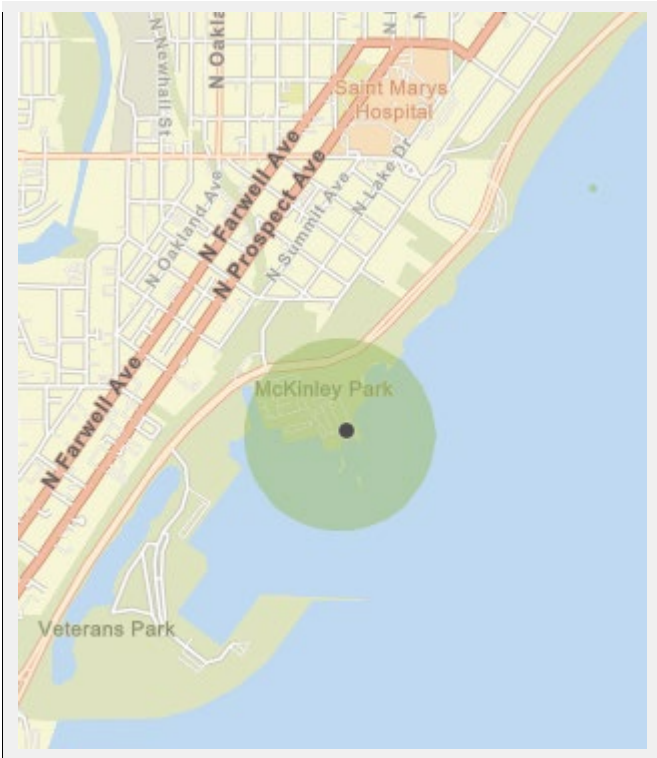 N Newhall St
N Oakla
N
N
Saint Marys
Hospital
N Farwell Ave
N Prospect Ave
N Oakland Ave
N Summit Ave
N Lake Dr
McKinley Park
N Farwell Ave
Veterans Park